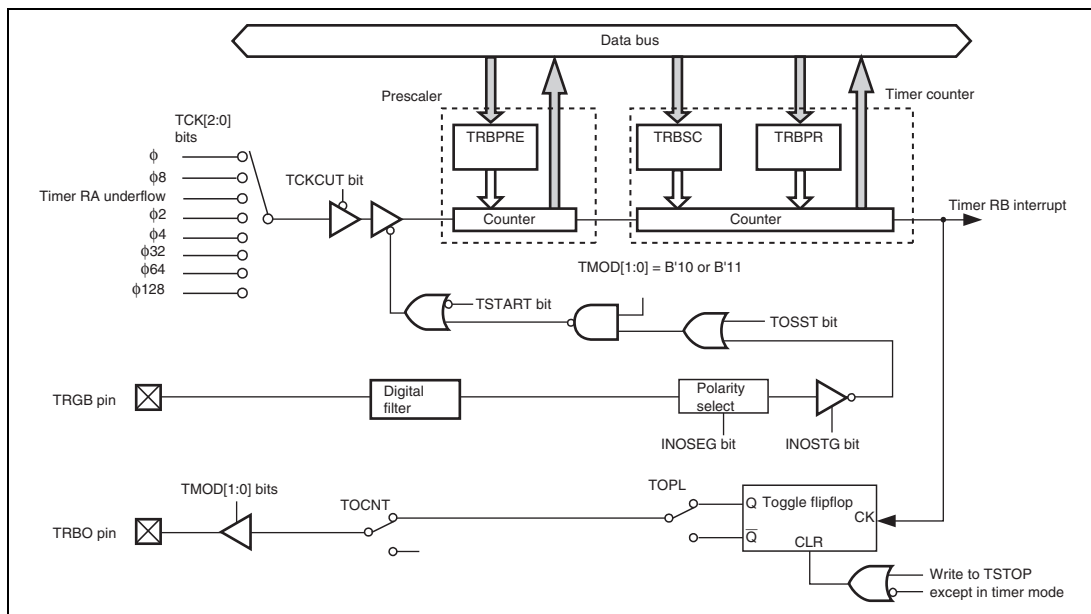 Data bus
Prescaler
Timer counter
TCK[2:0]
bits
TRBPRE
TRBSC
TRBPR
ϕ
ϕ8
TCKCUT bit
Timer RA underflow
ϕ2
Counter
Counter
Timer RB interrupt
ϕ4
ϕ32
ϕ64
ϕ128
TMOD[1:0] = B'10 or B'11
TSTART bit
TOSST bit
TRGB pin
Digital
filter
Polarity
select
INOSEG bit
INOSTG bit
TMOD[1:0] bits
TOCNT
TOPL
Q
Toggle flipflop
CK
TRBO pin
Q̅
CLR
Write to TSTOP
except in timer mode